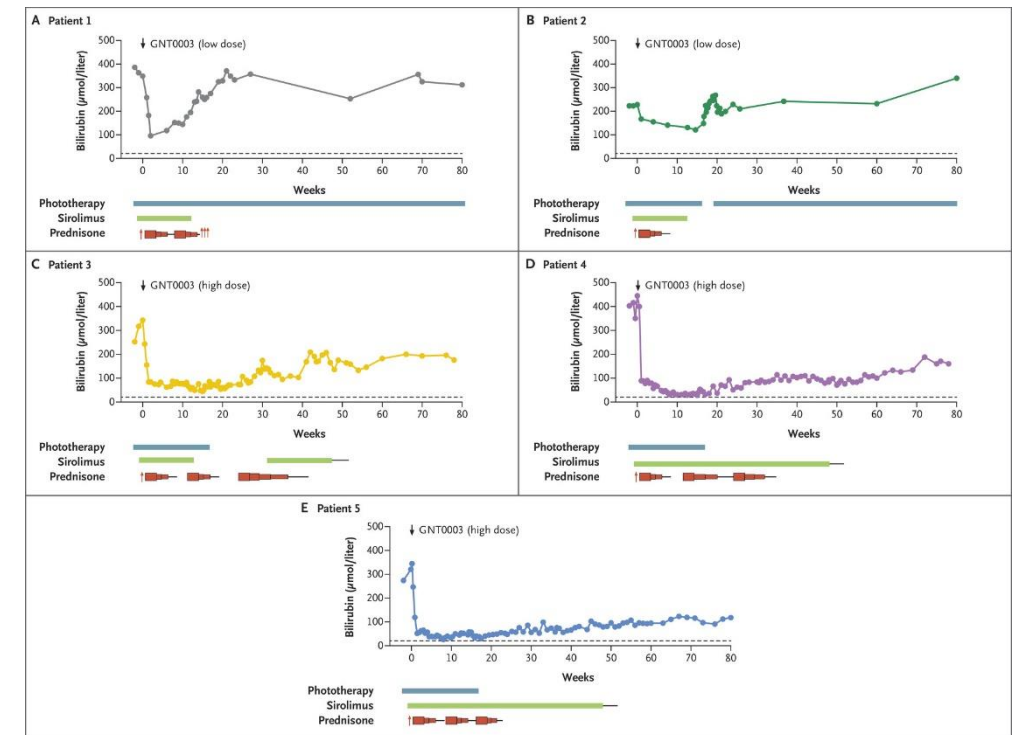 A Patient 1
GNT0003 (low dose)
Bilirubin (µmol/liter)
500
400
300
200
100
0
0 10 20 30 40 50 60 70 80
Weeks
Phototherapy
Sirolimus
Prednisone
B Patient 2
GNT0003 (low dose)
Bilirubin (µmol/liter)
500
400
300
200
100
0
0 10 20 30 40 50 60 70 80
Weeks
Phototherapy
Sirolimus
Prednisone
C Patient 3
GNT0003 (high dose)
Bilirubin (µmol/liter)
500
400
300
200
100
0
0 10 20 30 40 50 60 70 80
Weeks
Phototherapy
Sirolimus
Prednisone
D Patient 4
GNT0003 (high dose)
Bilirubin (µmol/liter)
500
400
300
200
100
0
0 10 20 30 40 50 60 70 80
Weeks
Phototherapy
Sirolimus
Prednisone
E Patient 5
GNT0003 (high dose)
Bilirubin (µmol/liter)
500
400
300
200
100
0
0 10 20 30 40 50 60 70 80
Weeks
Phototherapy
Sirolimus
Prednisone